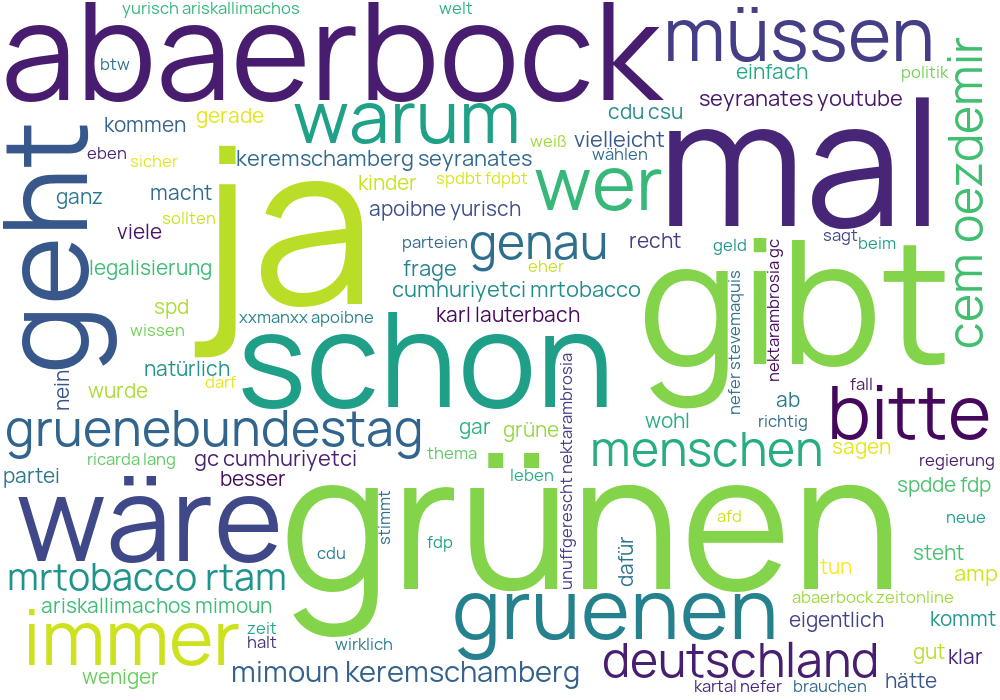 yurisch ariskallimachos
welt
abaerbock
müssen
btw
einfach
politik
seyranates youtube
cem oezdemir
kommen
gerade
warum
cdu csu
mal
geht
eben
sicher
keremschamberg seyranates
weiß
vielleicht
wählen
ganz
macht
ja
kinder
spdbt fdpbt
wer
sollten
apoibne yurisch
viele
parteien
genau
recht
sagt
beim
geld
gibt
legalisierung
frage
eher
nektarambrosia gc
cumhuriyetci mrtobacco
nefer stevemaquis
spd
xxmanxx apoibne
karl lauterbach
wissen
schon
natürlich
darf
nein
wurde
unuffgerescht nektarambrosia
ab
fall
bitte
gruenebundestag
gar
grüne
wohl
richtig
menschen
sagen
ricarda lang
gc cumhuriyetci
thema
regierung
partei
besser
leben
spdde fdp
wäre
grünen
stimmt
afd
neue
cdu
fdp
dafür
steht
mrtobacco rtam
tun
amp
ariskallimachos mimoun
gruenen
abaerbock zeitonline
immer
zeit
halt
wirklich
eigentlich
kommt
weniger
mimoun keremschamberg
deutschland
gut
klar
kartal nefer
brauchen
hätte